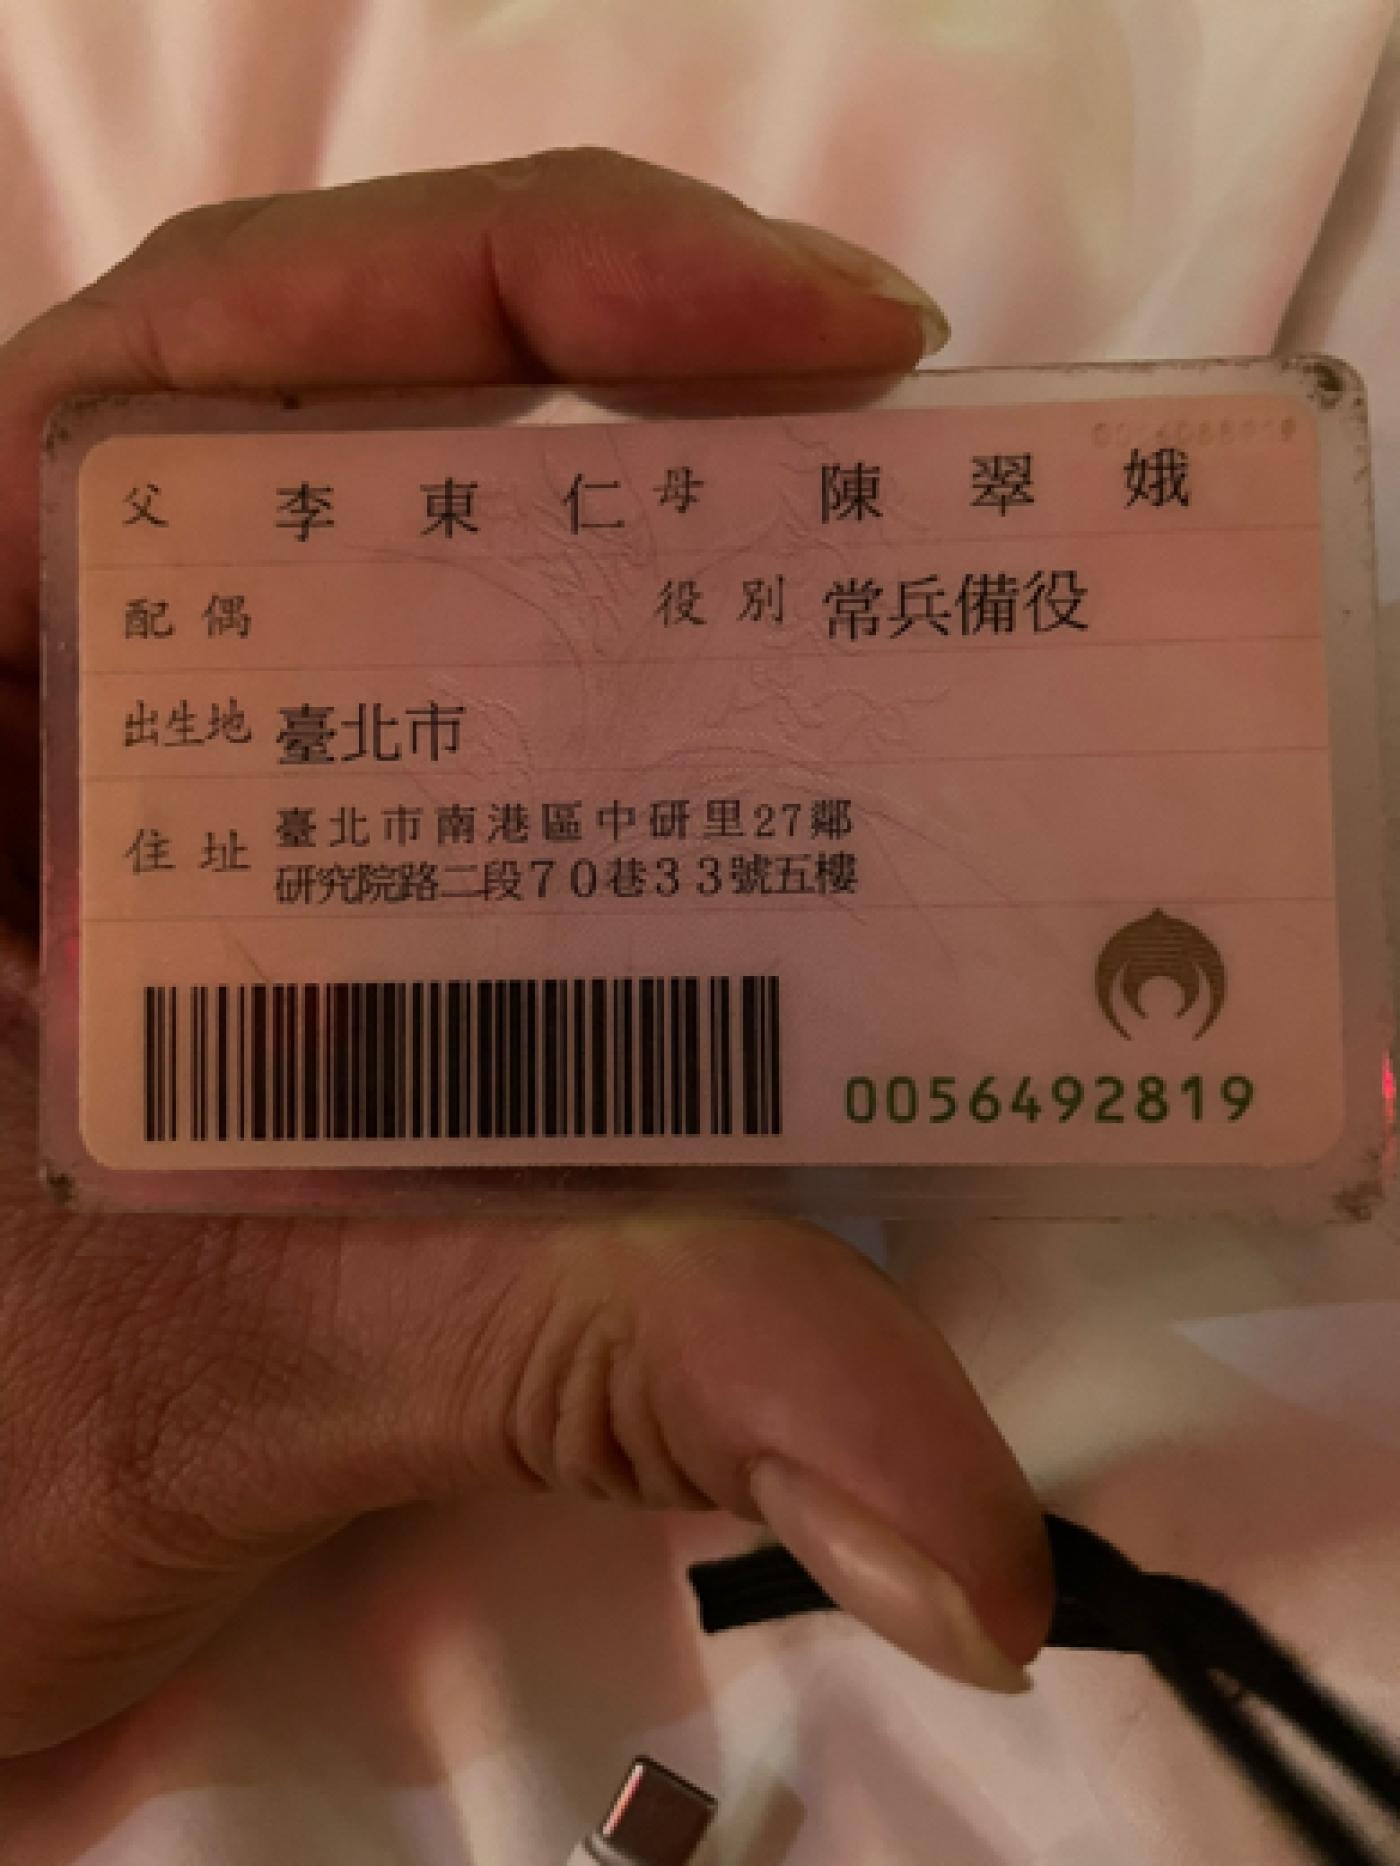 父 李東仁 母 陳翠娥
配偶 役別 常兵備役
出生地 臺北市
住址 臺北市南港區中研里27鄰
研究院路二段70巷33號五樓
0056492819